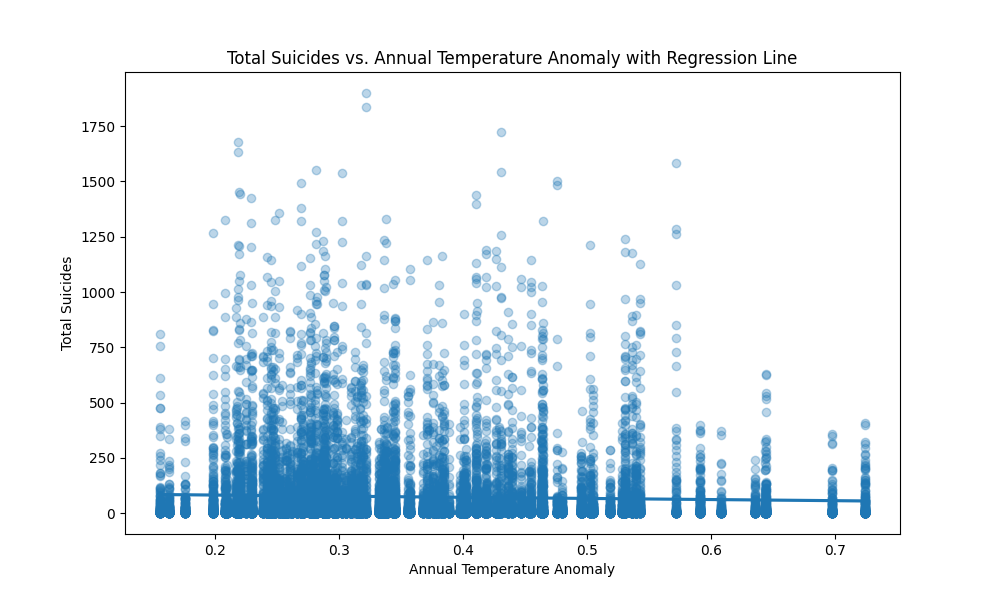 Total Suicides vs. Annual Temperature Anomaly with Regression Line
Total Suicides
1750
1500
1250
1000
750
500
250
0
0.2 0.3 0.4 0.5 0.6 0.7
Annual Temperature Anomaly